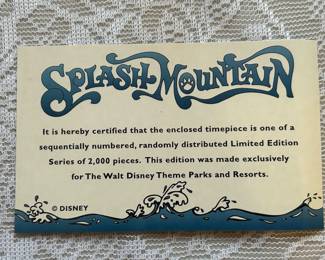 SPLASH MOUNTAIN
It is hereby certified that the enclosed timepiece is one of a
sequentially numbered, randomly distributed Limited Edition
Series of 2,000 pieces. This edition was made exclusively
for The Walt Disney Theme Parks and Resorts.
© DISNEY